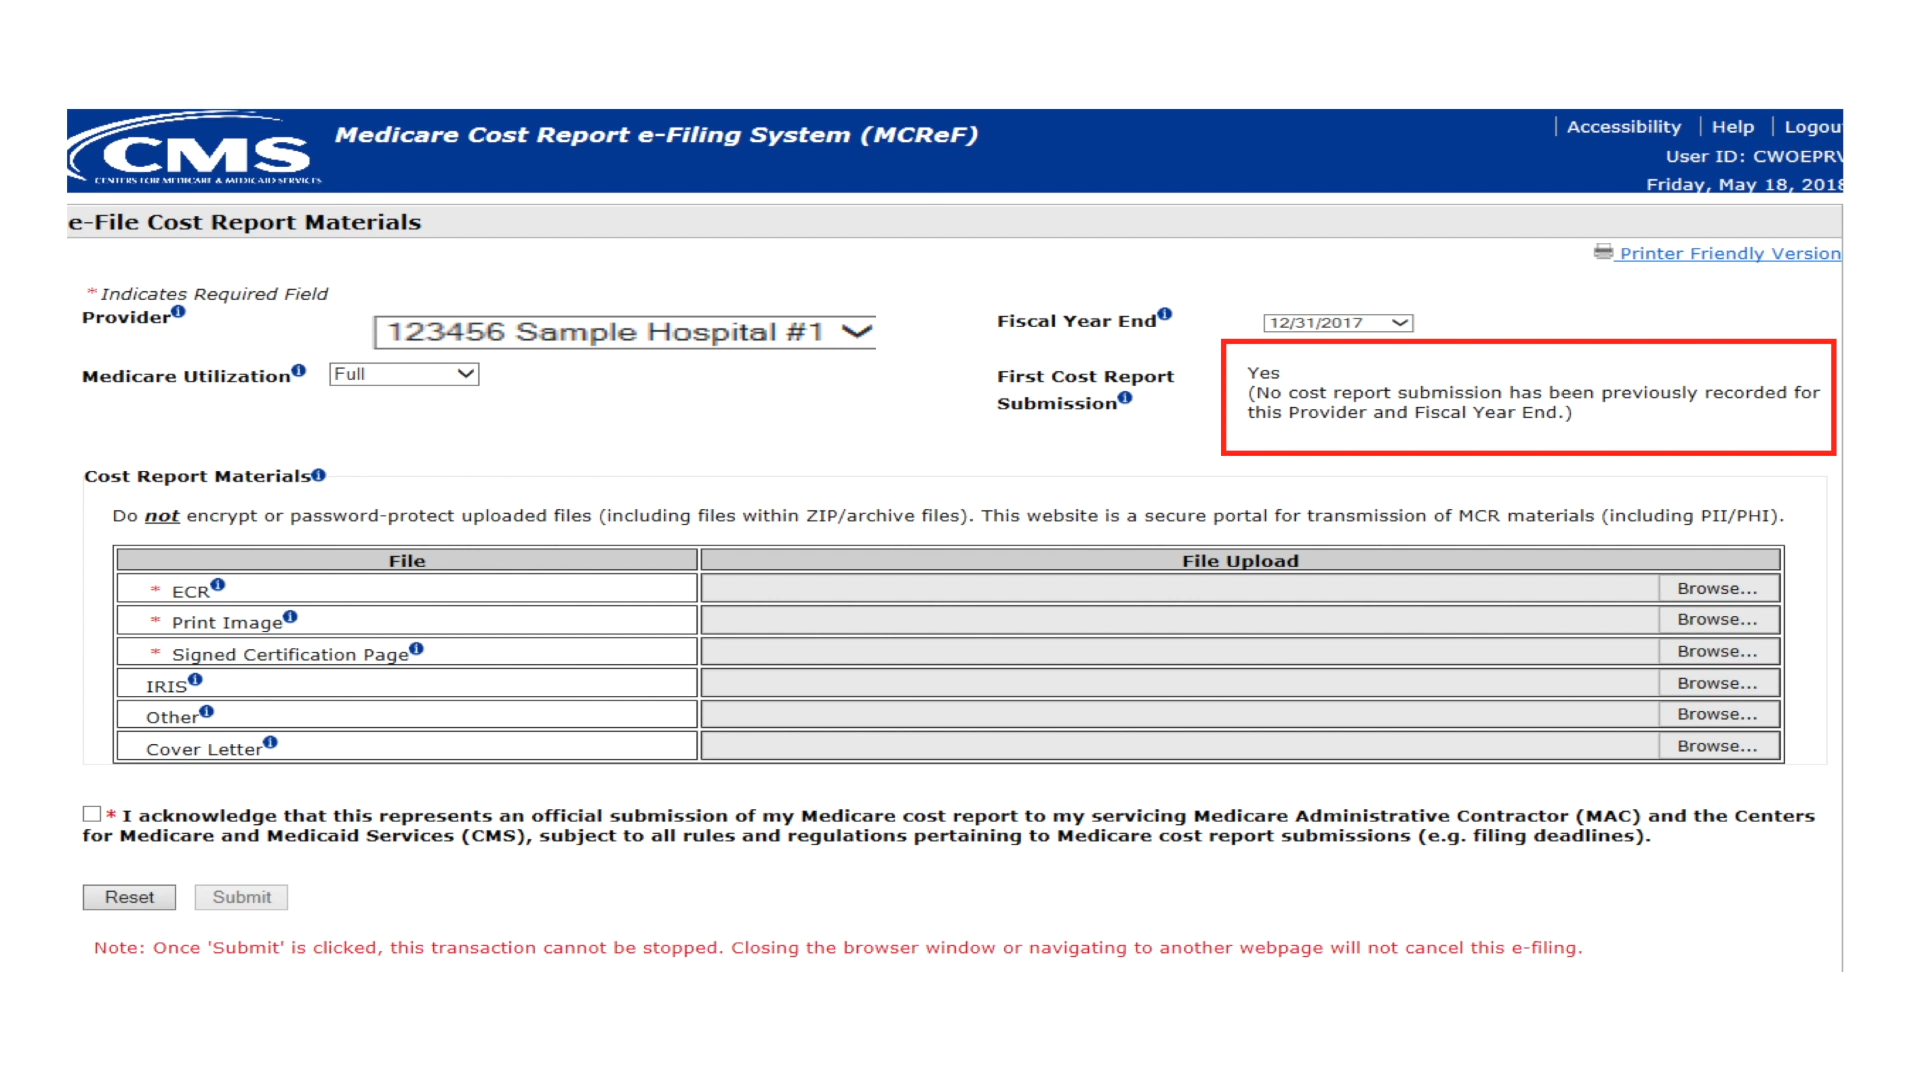 CMS
CENTERS FOR MEDICARE & MEDICAID SERVICES
Medicare Cost Report e-Filing System (MCReF)
Accessibility | Help | Logou
User ID: CWOEPRV
Friday, May 18, 2018
e-File Cost Report Materials
Printer Friendly Version
* Indicates Required Field
Provider
123456 Sample Hospital #1
Fiscal Year End
12/31/2017
Medicare Utilization
Full
First Cost Report
Submission
Yes
(No cost report submission has been previously recorded for
this Provider and Fiscal Year End.)
Cost Report Materials
Do not encrypt or password-protect uploaded files (including files within ZIP/archive files). This website is a secure portal for transmission of MCR materials (including PII/PHI).
File File Upload
* ECR Browse...
* Print Image Browse...
* Signed Certification Page Browse...
IRIS Browse...
Other Browse...
Cover Letter Browse...
* I acknowledge that this represents an official submission of my Medicare cost report to my servicing Medicare Administrative Contractor (MAC) and the Centers
for Medicare and Medicaid Services (CMS), subject to all rules and regulations pertaining to Medicare cost report submissions (e.g. filing deadlines).
Reset Submit
Note: Once 'Submit' is clicked, this transaction cannot be stopped. Closing the browser window or navigating to another webpage will not cancel this e-filing.